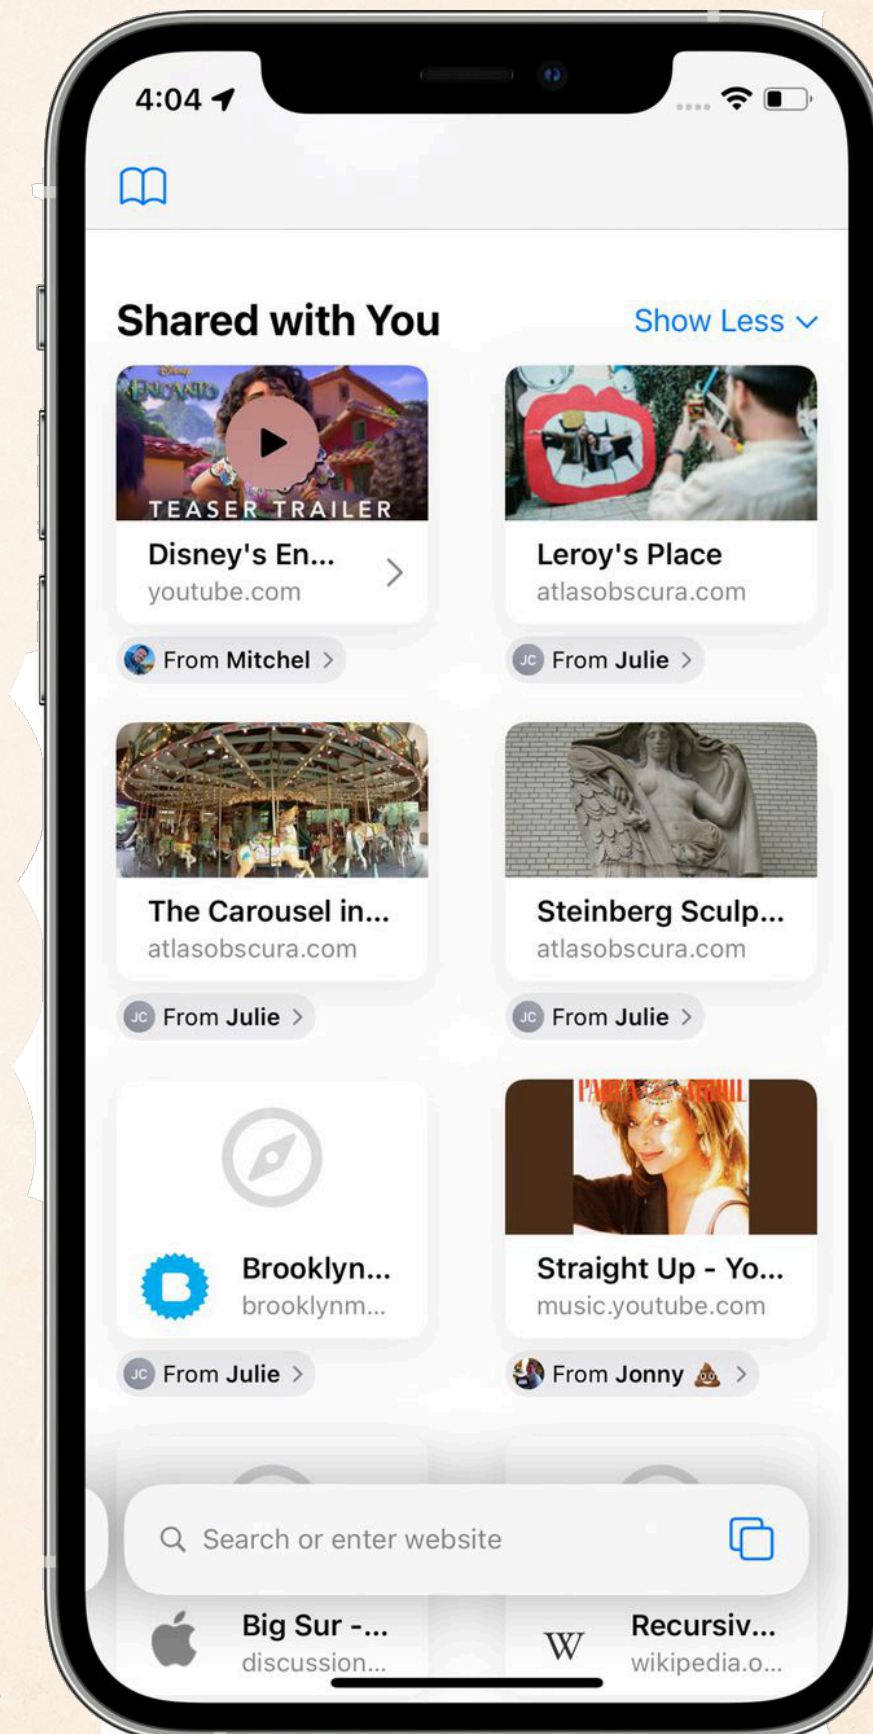 4:04
Shared with You
Show Less
Disney
ENCANTO
TEASER TRAILER
Disney's En...
youtube.com
From Mitchel >
Leroy's Place
atlasobscura.com
From Julie >
The Carousel in...
atlasobscura.com
JC From Julie >
Steinberg Sculp...
atlasobscura.com
JC From Julie >
B
Brooklyn...
brooklynm...
JC From Julie >
Straight Up - Yo...
music.youtube.com
From Jonny 💩 >
Search or enter website
Big Sur -...
discussion...
W
Recursiv...
wikipedia.o...